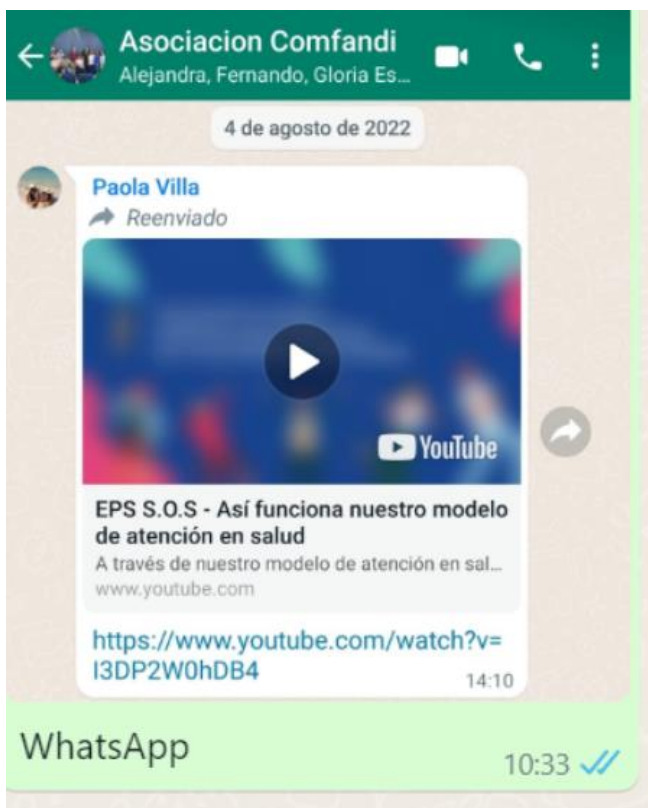 Asociacion Comfandi
Alejandra, Fernando, Gloria Es...
4 de agosto de 2022
Paola Villa
Reenviado
YouTube
EPS S.O.S - Así funciona nuestro modelo
de atención en salud
A través de nuestro modelo de atención en sal...
www.youtube.com
https://www.youtube.com/watch?v=
I3DP2W0hDB4
14:10
WhatsApp
10:33